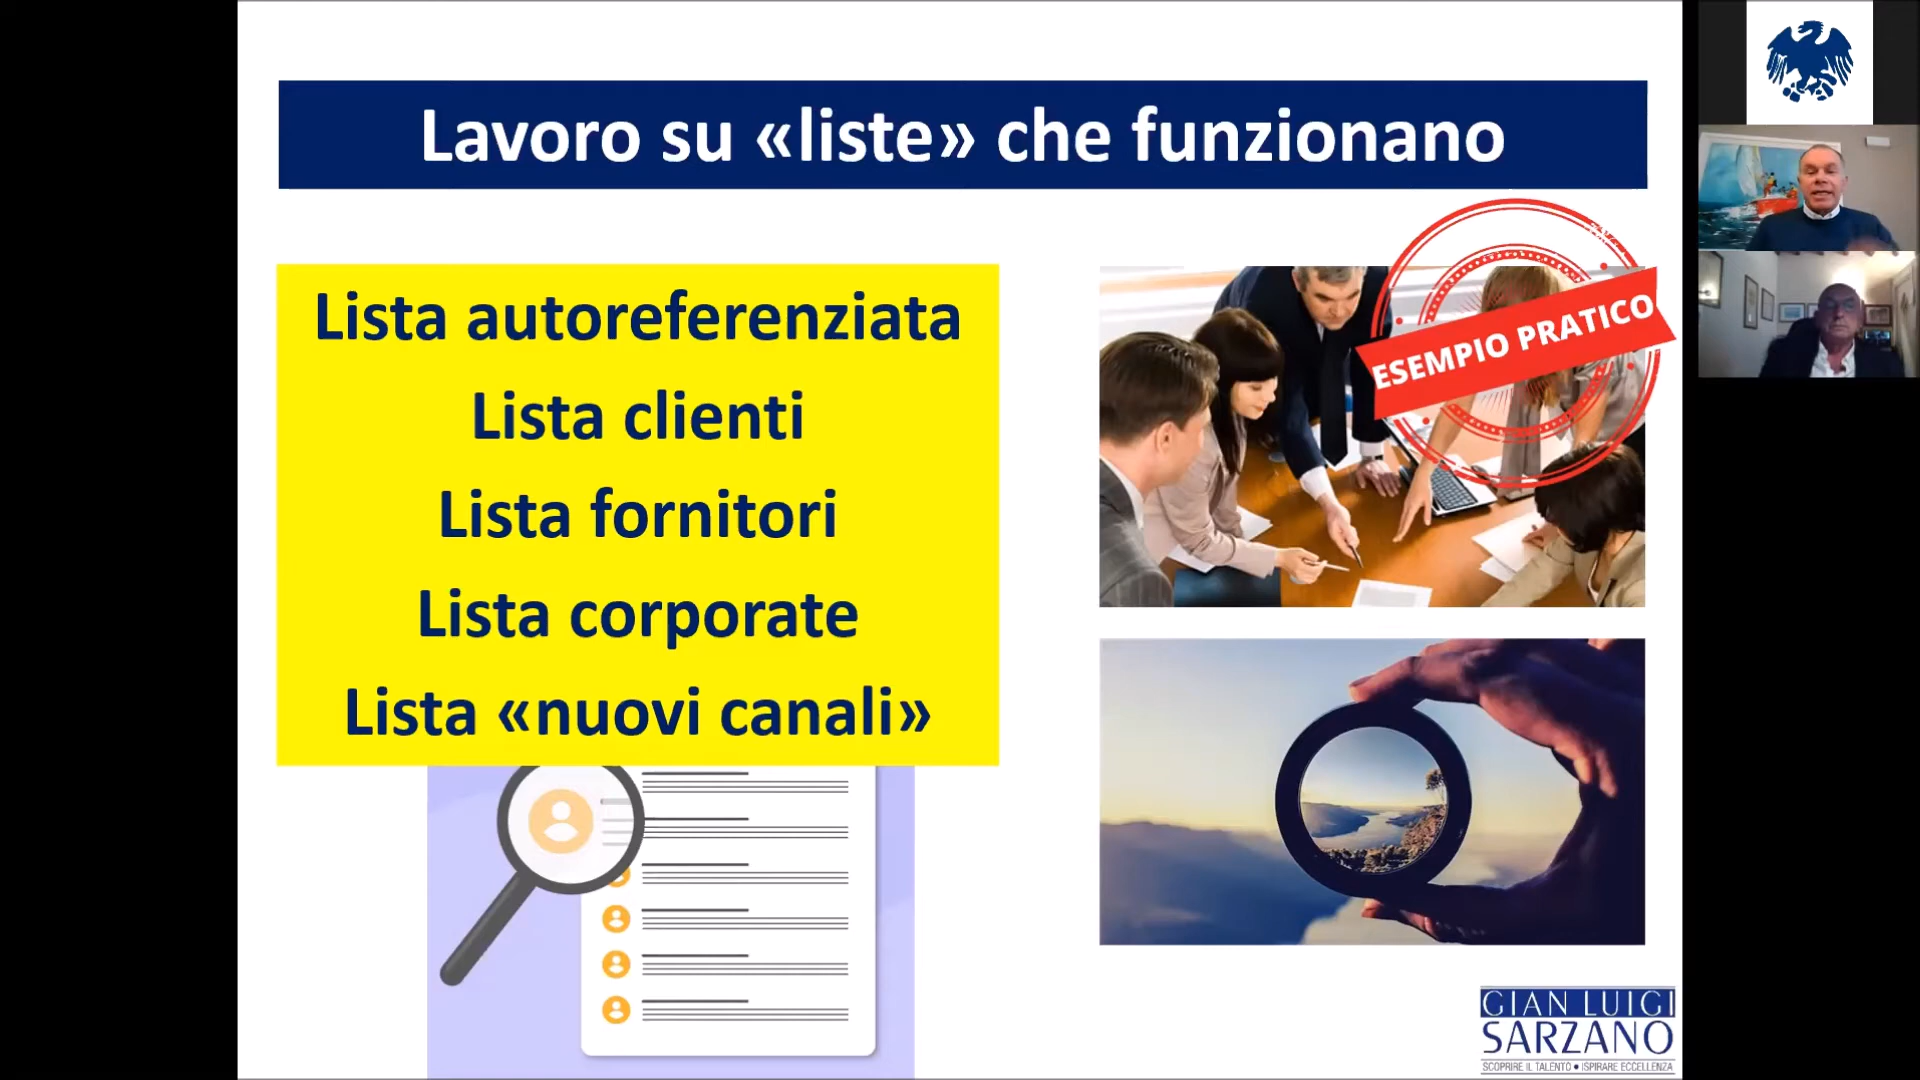 Lavoro su «liste» che funzionano
Lista autoreferenziata
Lista clienti
Lista fornitori
Lista corporate
Lista «nuovi canali»
ESEMPIO PRATICO
GIAN LUIGI
SARZANO
SCOPRIRE IL TALENTO • ISPIRARE ECCELLENZA